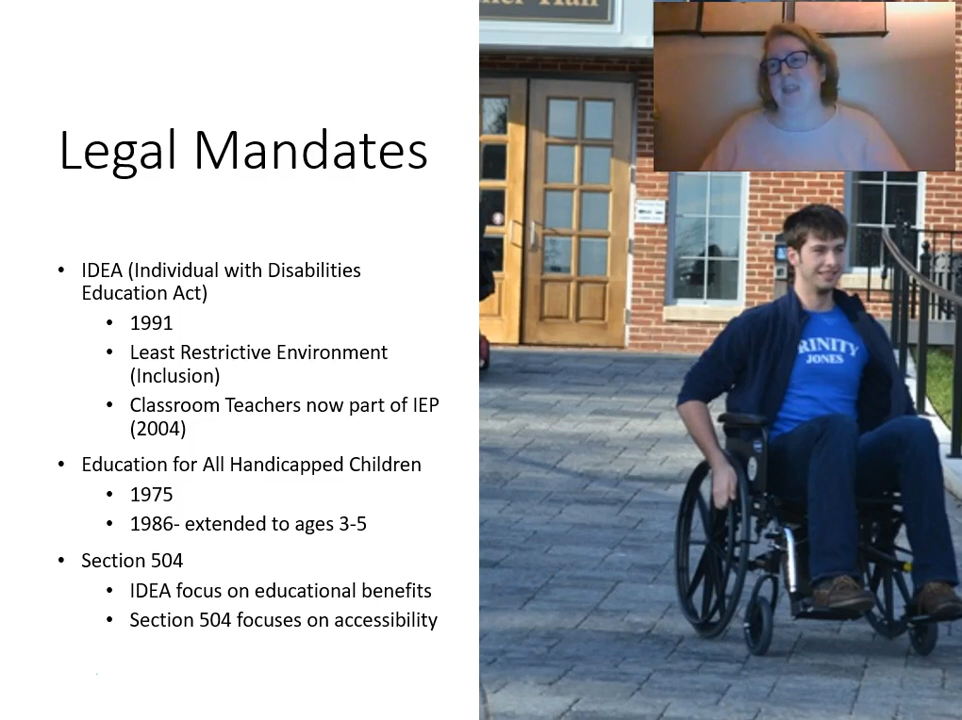 Legal Mandates
• IDEA (Individual with Disabilities
Education Act)
• 1991
• Least Restrictive Environment
(Inclusion)
• Classroom Teachers now part of IEP
(2004)
• Education for All Handicapped Children
• 1975
• 1986- extended to ages 3-5
• Section 504
• IDEA focus on educational benefits
• Section 504 focuses on accessibility
Hall
RINITY
JONES